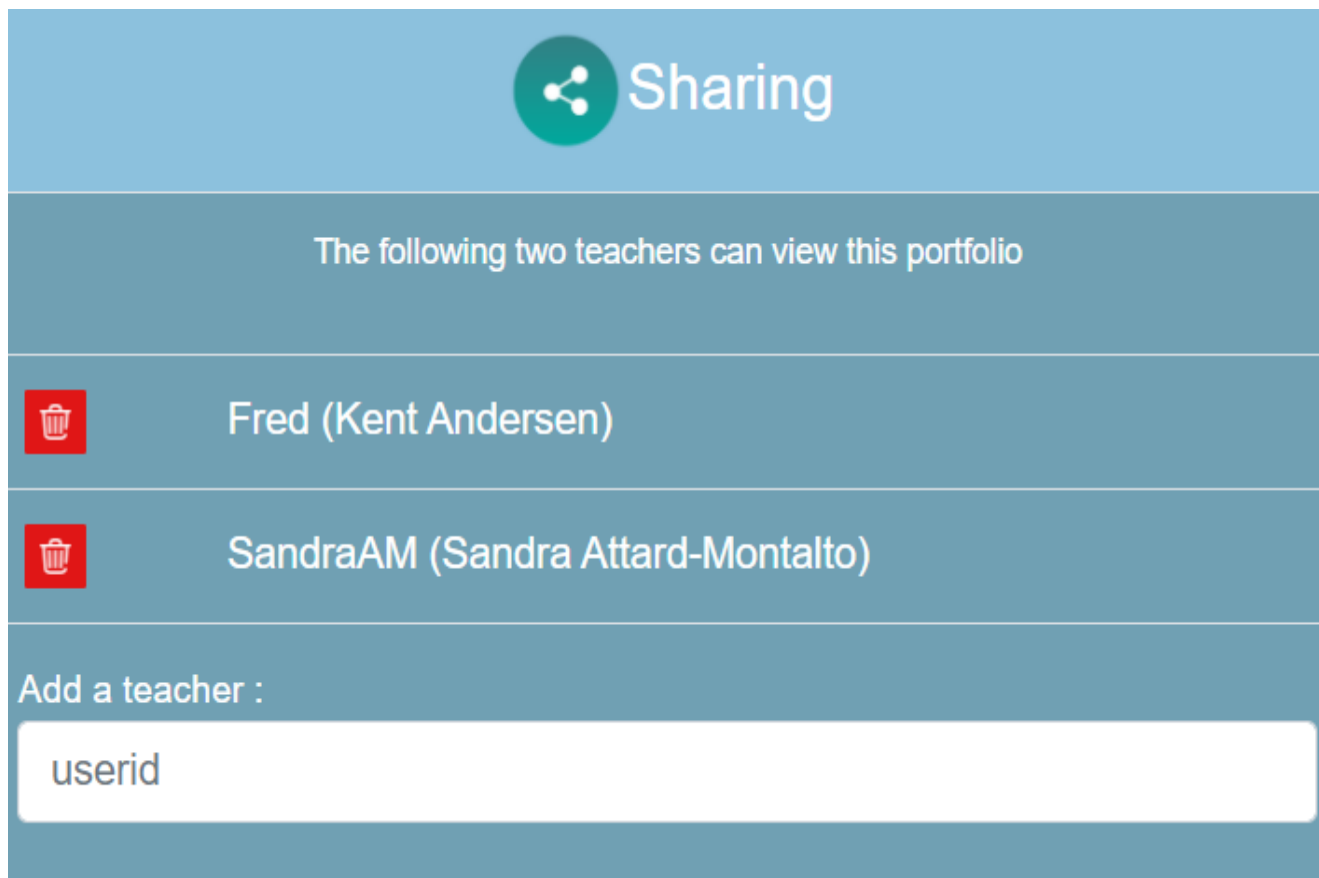 Sharing
The following two teachers can view this portfolio
Fred (Kent Andersen)
SandraAM (Sandra Attard-Montalto)
Add a teacher :
userid